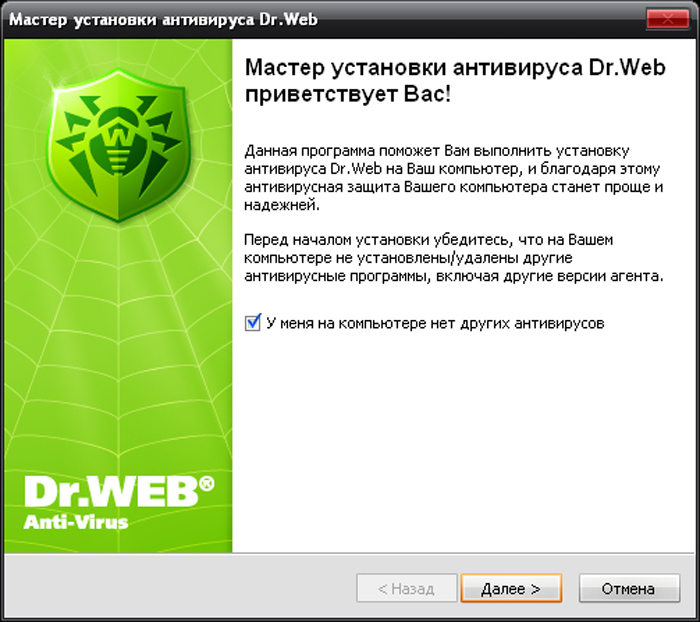 Мастер установки антивируса Dr.Web
Мастер установки антивируса Dr.Web
приветствует Вас!
Данная программа поможет Вам выполнить установку
антивируса Dr.Web на Ваш компьютер, и благодаря этому
антивирусная защита Вашего компьютера станет проще и
надежней.
Перед началом установки убедитесь, что на Вашем
компьютере не установлены/удалены другие
антивирусные программы, включая другие версии агента.
У меня на компьютере нет других антивирусов
W
Dr.WEB®
Anti-Virus
< Назад
Далее >
Отмена